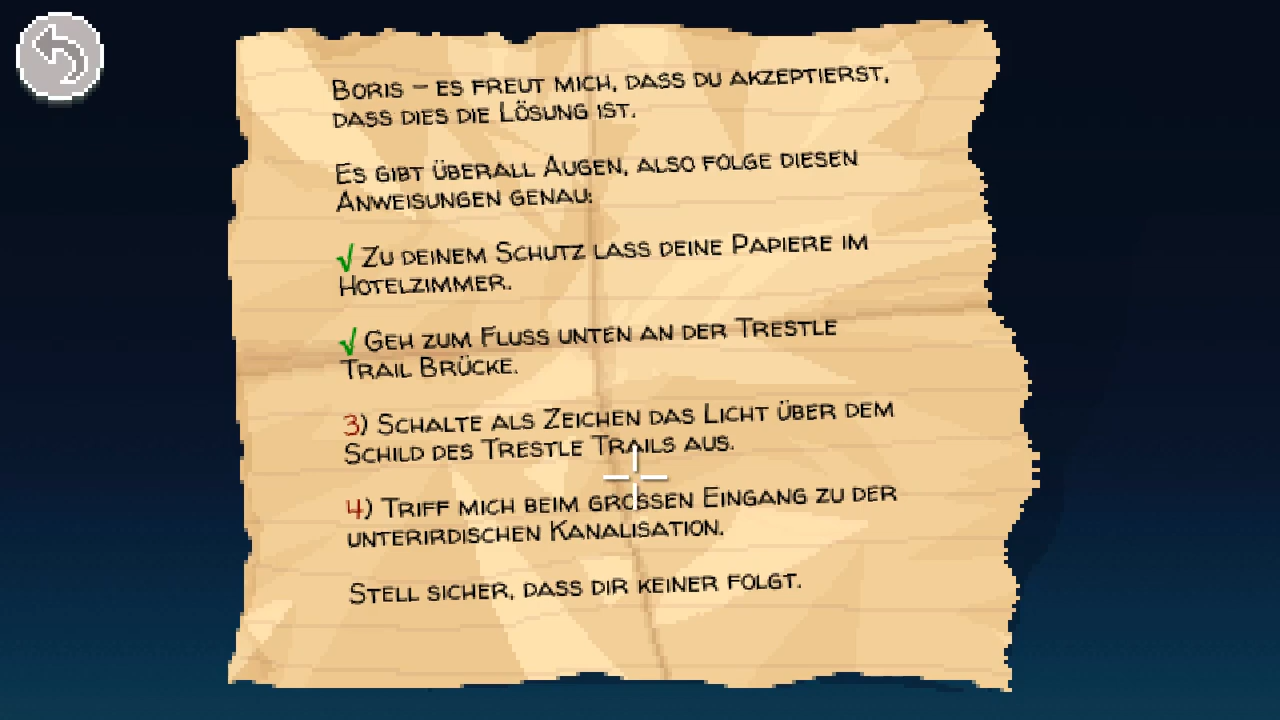 Boris – es freut mich, dass du akzeptierst,
dass dies die Lösung ist.
Es gibt überall Augen, also folge diesen
Anweisungen genau:
√ Zu deinem Schutz lass deine Papiere im
Hotelzimmer.
√ Geh zum Fluss unten an der Trestle
Trail Brücke.
3) Schalte als Zeichen das Licht über dem
Schild des Trestle Trails aus.
4) Triff mich beim grossen Eingang zu der
unterirdischen Kanalisation.
Stell sicher, dass dir keiner folgt.